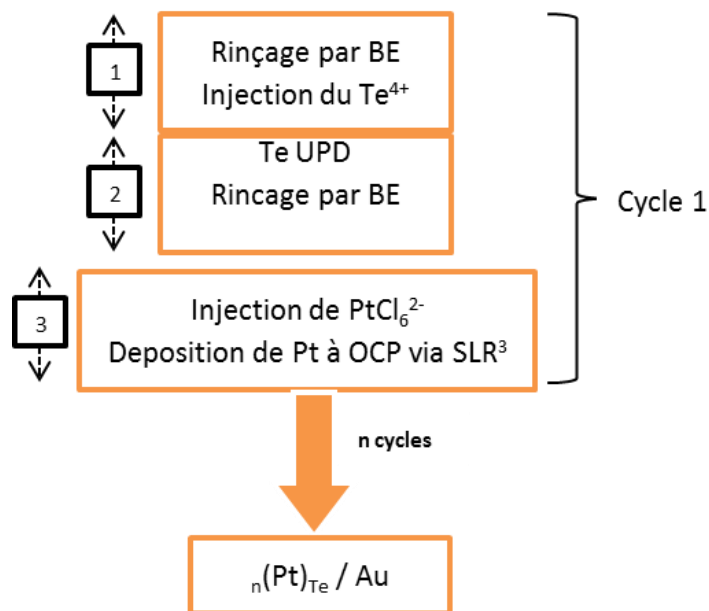 1
Rinçage par BE
Injection du Te⁴⁺
2
Te UPD
Rincage par BE
Cycle 1
3
Injection de PtCl₆²⁻
Deposition de Pt à OCP via SLR³
n cycles
ₙ(Pt)Te / Au